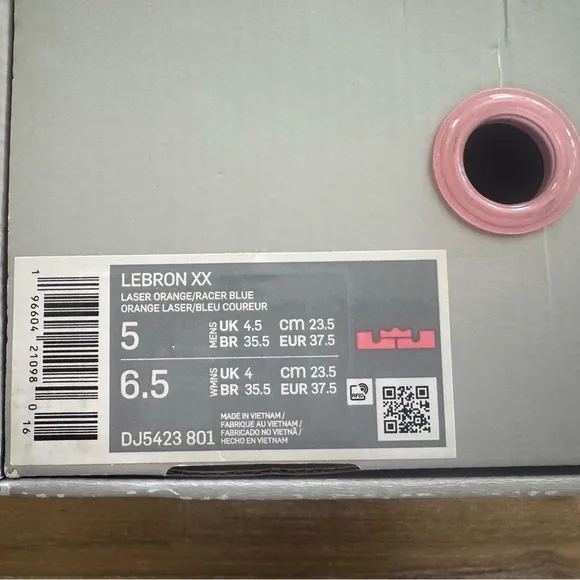 LEBRON XX
LASER ORANGE/RACER BLUE
ORANGE LASER/BLEU COUREUR
5 MENS UK 4.5 cm 23.5
BR 35.5 EUR 37.5
6.5 WMNS UK 4 cm 23.5
BR 35.5 EUR 37.5
RFID
DJ5423 801
MADE IN VIETNAM /
FABRIQUE AU VIETNAM /
FABRICADO NO VIETNÃ /
HECHO EN VIETNAM
1 96604 21098 0 16